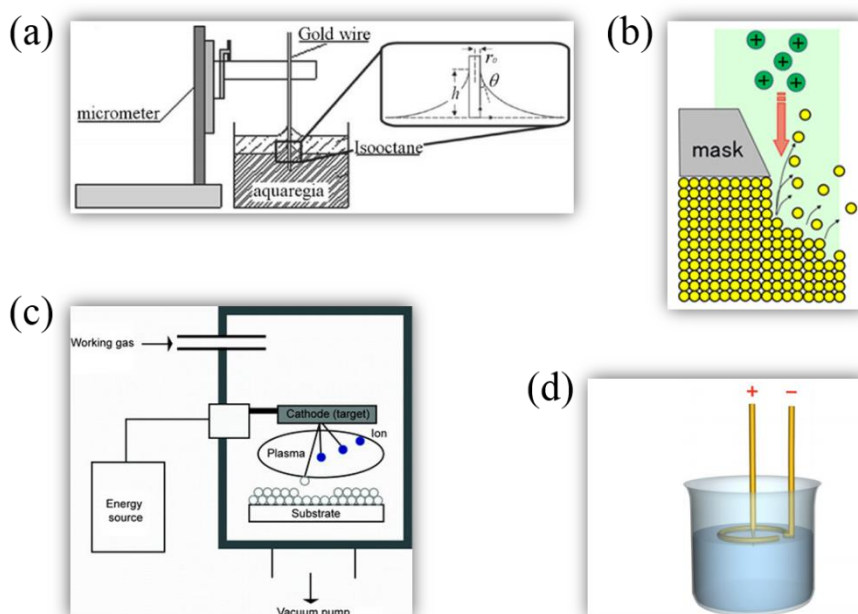 (a)
Gold wire
micrometer
r₀
h
θ
Isooctane
aquaregia
(b)
+ +
+
+ +
mask
(c)
Working gas
Cathode (target)
Ion
Plasma
Energy
source
Substrate
Vacuum pump
(d)
+ −